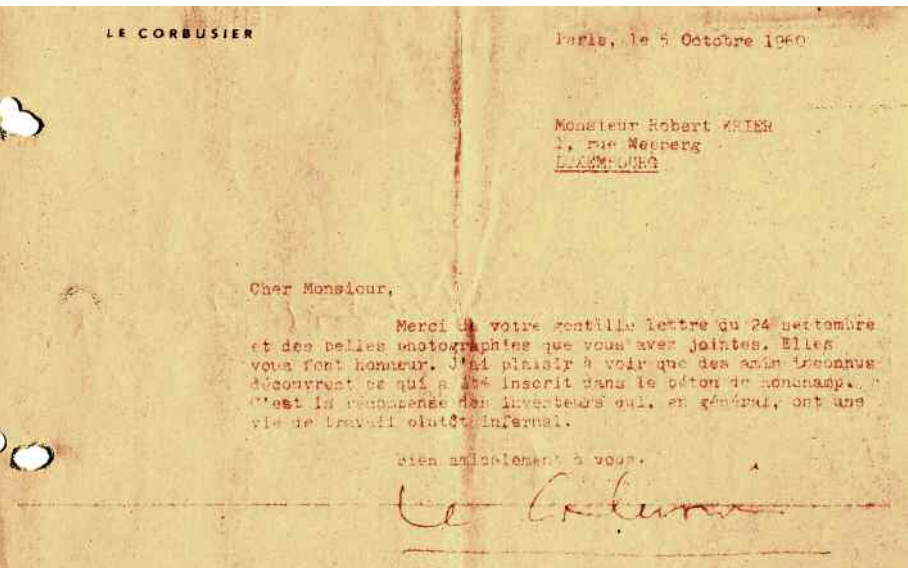 LE CORBUSIER
Paris, le 5 Octobre 1960
Monsieur Robert KRIER
1, rue Wepperg
LUXEMBOURG
Cher Monsieur,
Merci de votre gentille lettre du 24 septembre
et des belles photographies que vous avez jointes. Elles
vous font honneur. J'ai plaisir à voir que des amis inconnus
découvrent ce qui a été inscrit dans le béton de Ronchamp.
C'est la récompense des inventeurs qui, en général, ont une
vie de travail plutôt infernal.
bien amicalement à vous.
Le Corbusier